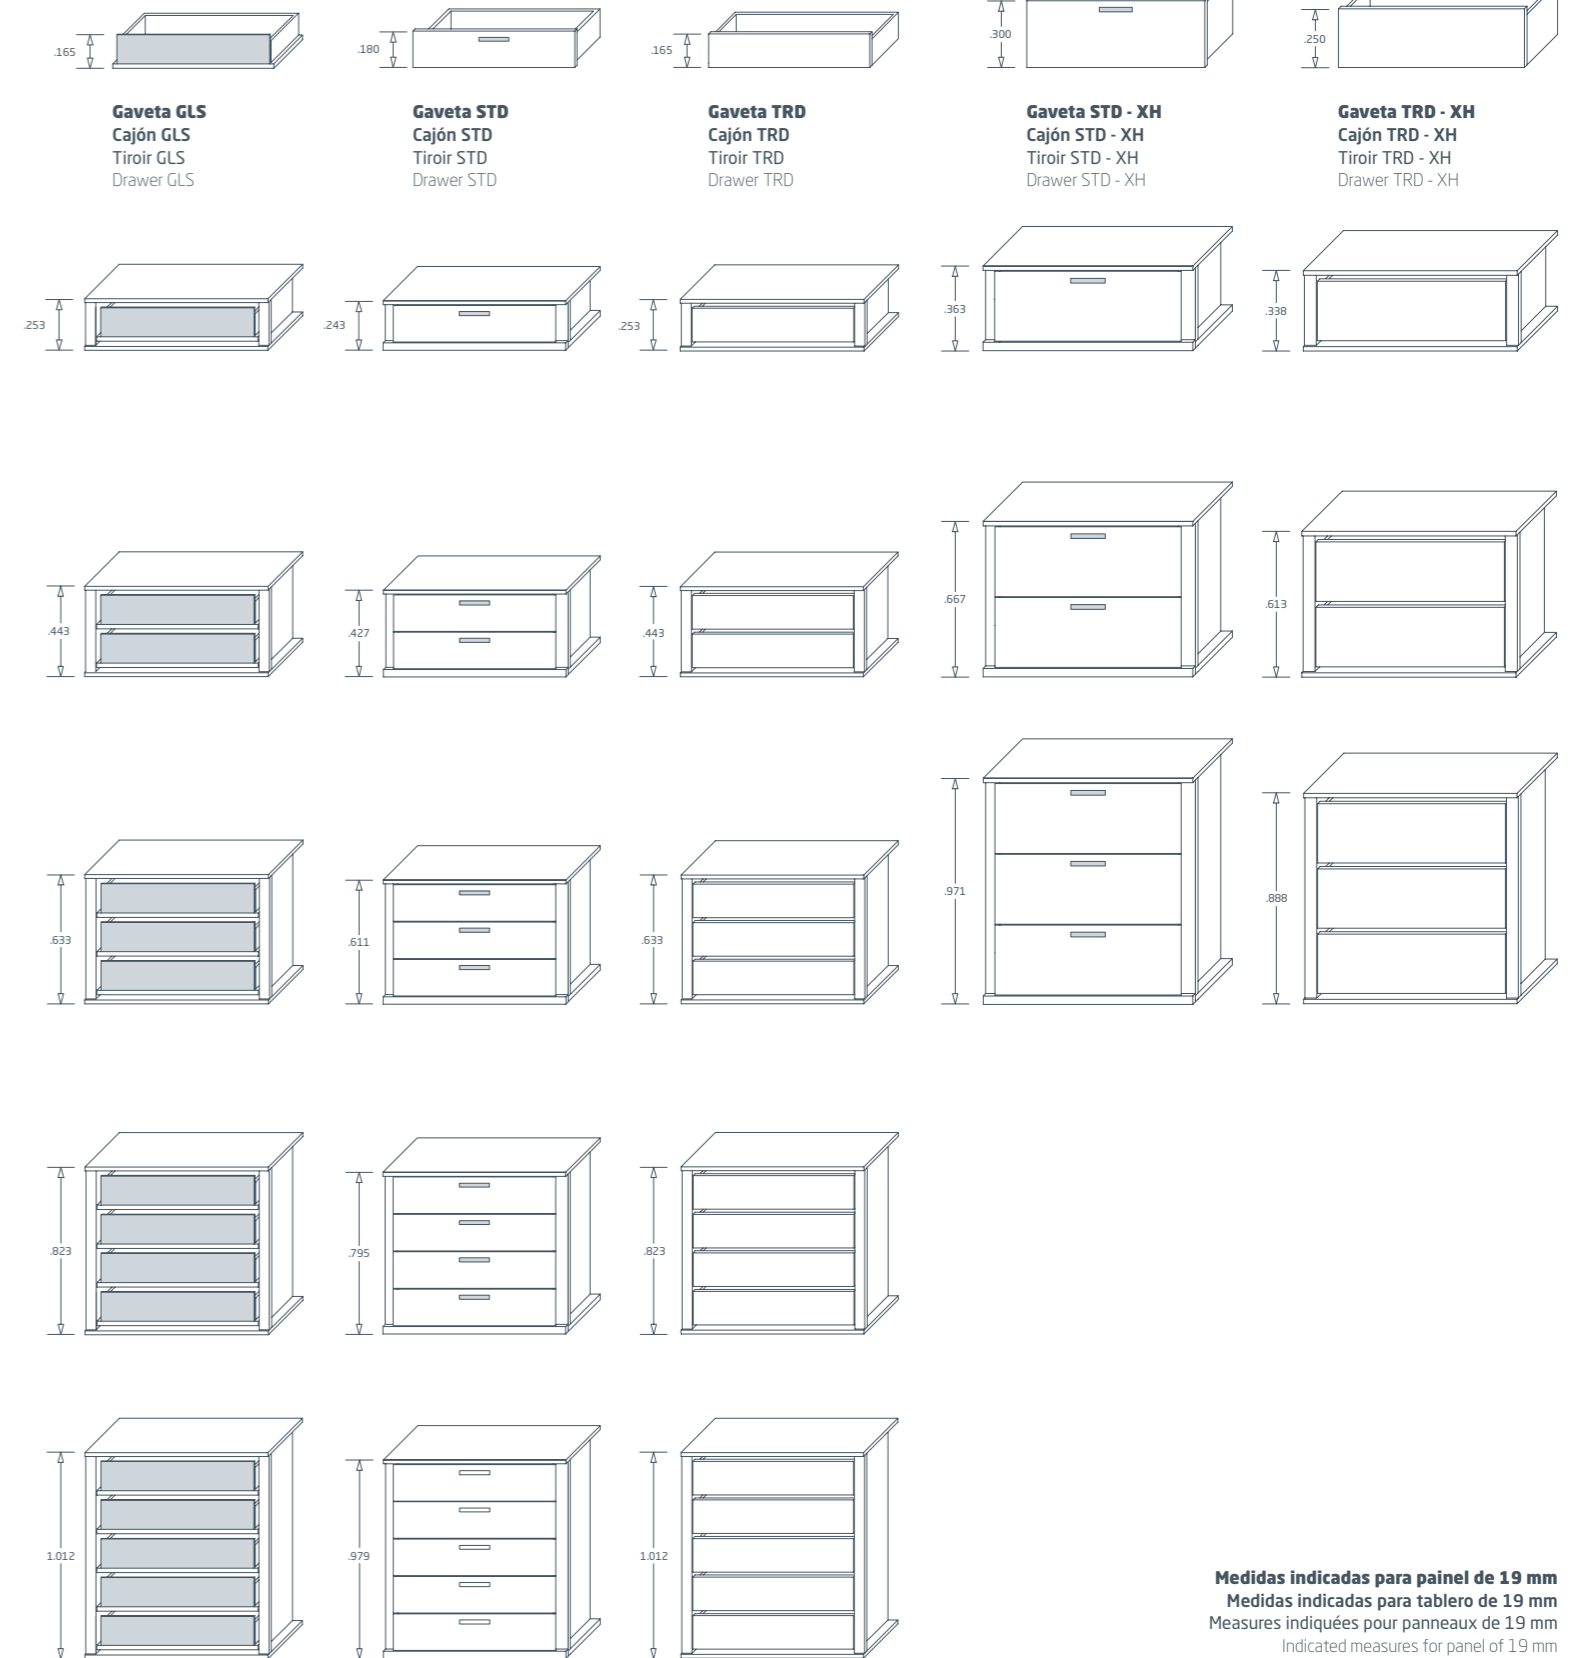 .165
.180
.165
.300
.250
Gaveta GLS
Cajón GLS
Tiroir GLS
Drawer GLS
Gaveta STD
Cajón STD
Tiroir STD
Drawer STD
Gaveta TRD
Cajón TRD
Tiroir TRD
Drawer TRD
Gaveta STD - XH
Cajón STD - XH
Tiroir STD - XH
Drawer STD - XH
Gaveta TRD - XH
Cajón TRD - XH
Tiroir TRD - XH
Drawer TRD - XH
.253
.243
.253
.363
.338
.443
.427
.443
.667
.613
.633
.611
.633
.971
.888
.823
.795
.823
1.012
.979
1.012
Medidas indicadas para painel de 19 mm
Medidas indicadas para tablero de 19 mm
Measures indiquées pour panneaux de 19 mm
Indicated measures for panel of 19 mm